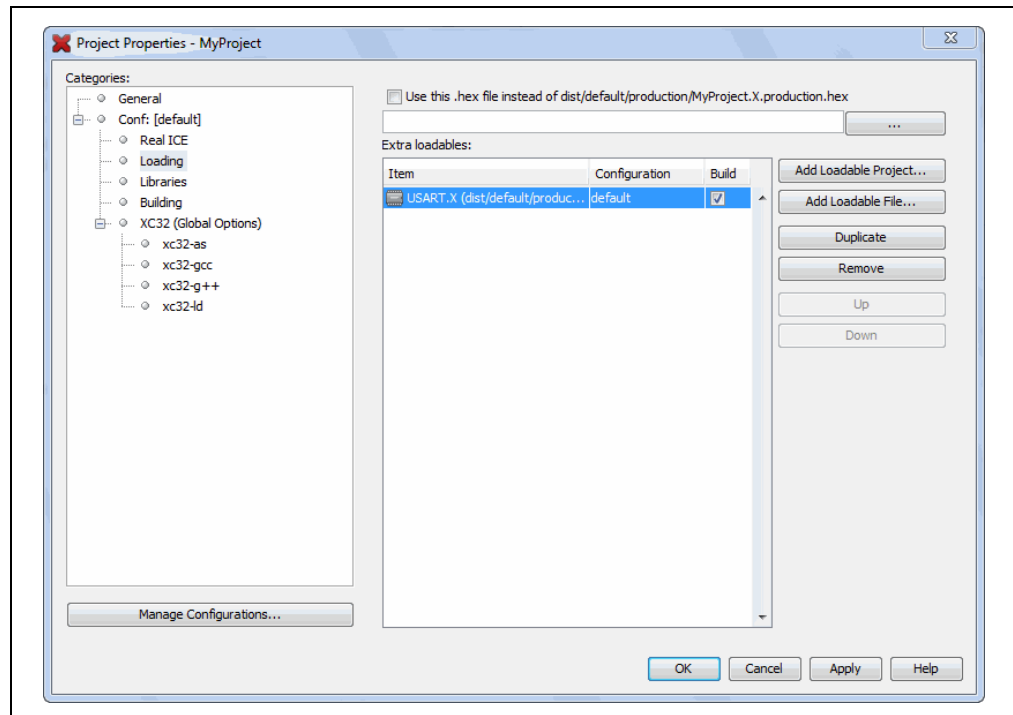 Project Properties - MyProject
Categories:
General
Conf: [default]
Real ICE
Loading
Libraries
Building
XC32 (Global Options)
xc32-as
xc32-gcc
xc32-g++
xc32-ld
Manage Configurations...
Use this .hex file instead of dist/default/production/MyProject.X.production.hex
...
Extra loadables:
Item Configuration Build
USART.X (dist/default/produc... default
Add Loadable Project...
Add Loadable File...
Duplicate
Remove
Up
Down
OK Cancel Apply Help